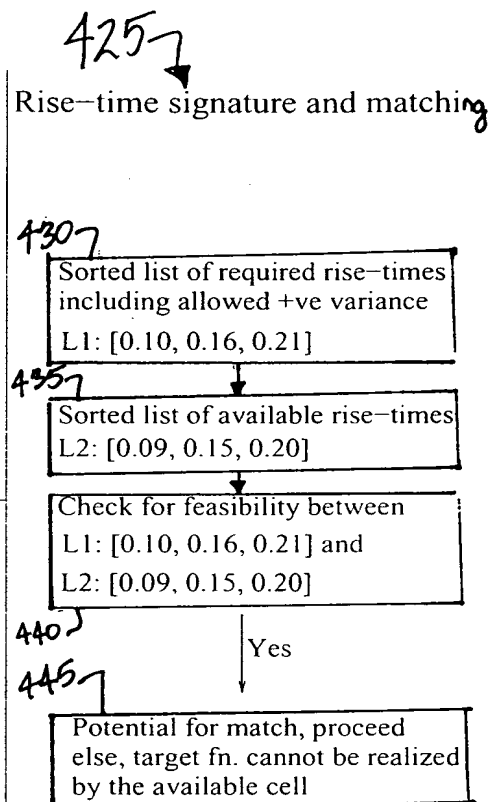 425
Rise-time signature and matching
430
Sorted list of required rise-times
including allowed +ve variance
L1: [0.10, 0.16, 0.21]
435
Sorted list of available rise-times
L2: [0.09, 0.15, 0.20]
Check for feasibility between
L1: [0.10, 0.16, 0.21] and
L2: [0.09, 0.15, 0.20]
440
Yes
445
Potential for match, proceed
else, target fn. cannot be realized
by the available cell